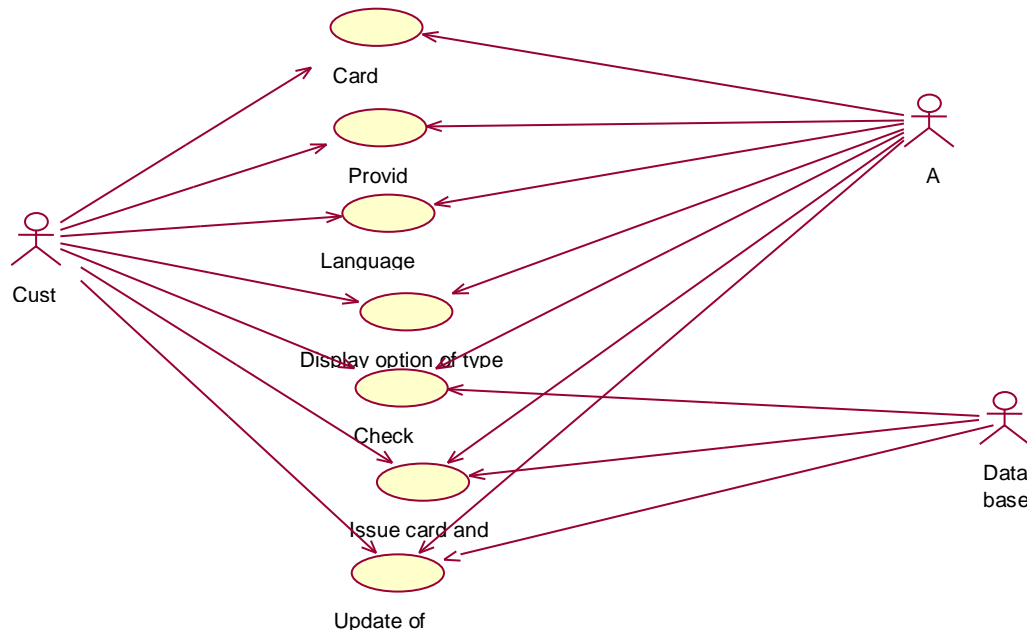 Card
Provid
A
Language
Cust
Display option of type
Check
Data
base
Issue card and
Update of